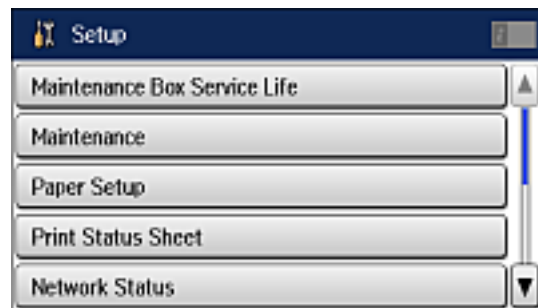 Setup
Maintenance Box Service Life
Maintenance
Paper Setup
Print Status Sheet
Network Status